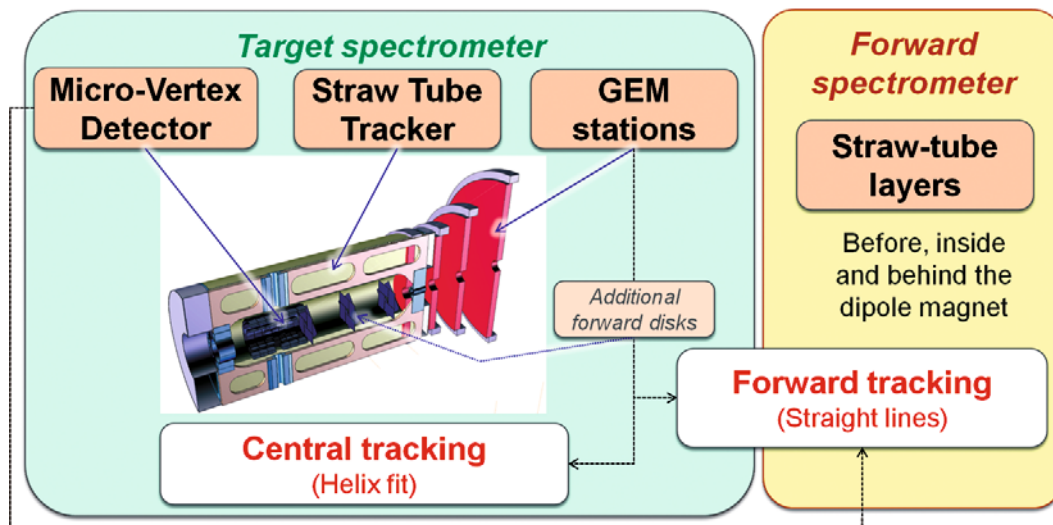 Target spectrometer
Micro-Vertex
Detector
Straw Tube
Tracker
GEM
stations
Additional
forward disks
Central tracking
(Helix fit)
Forward
spectrometer
Straw-tube
layers
Before, inside
and behind the
dipole magnet
Forward tracking
(Straight lines)